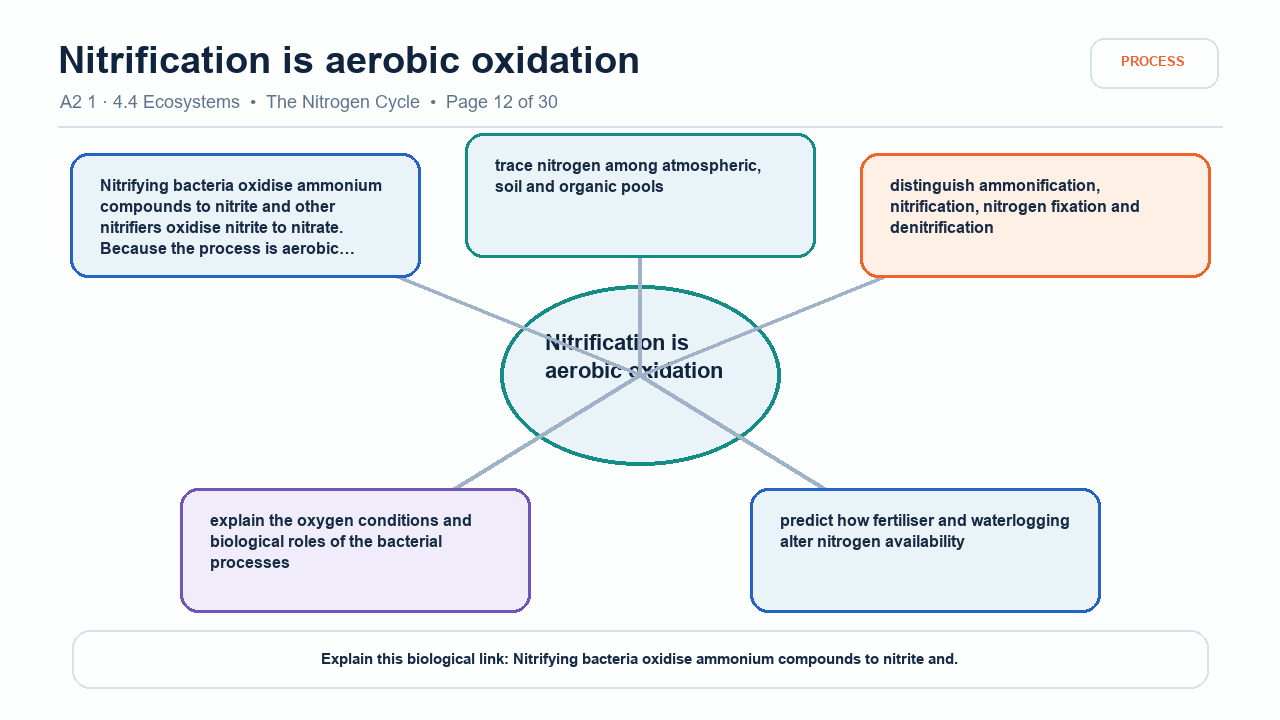 Nitrification is aerobic oxidation
PROCESS
A2 1 · 4.4 Ecosystems • The Nitrogen Cycle • Page 12 of 30
Nitrifying bacteria oxidise ammonium
compounds to nitrite and other
nitrifiers oxidise nitrite to nitrate.
Because the process is aerobic…
trace nitrogen among atmospheric,
soil and organic pools
distinguish ammonification,
nitrification, nitrogen fixation and
denitrification
Nitrification is
aerobic oxidation
explain the oxygen conditions and
biological roles of the bacterial
processes
predict how fertiliser and waterlogging
alter nitrogen availability
Explain this biological link: Nitrifying bacteria oxidise ammonium compounds to nitrite and.